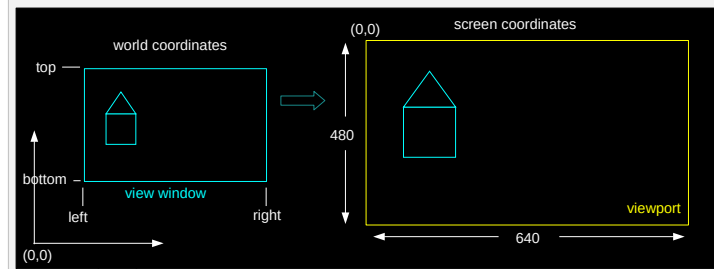 world coordinates
top
bottom
view window
left
right
(0,0)
screen coordinates
(0,0)
480
viewport
640